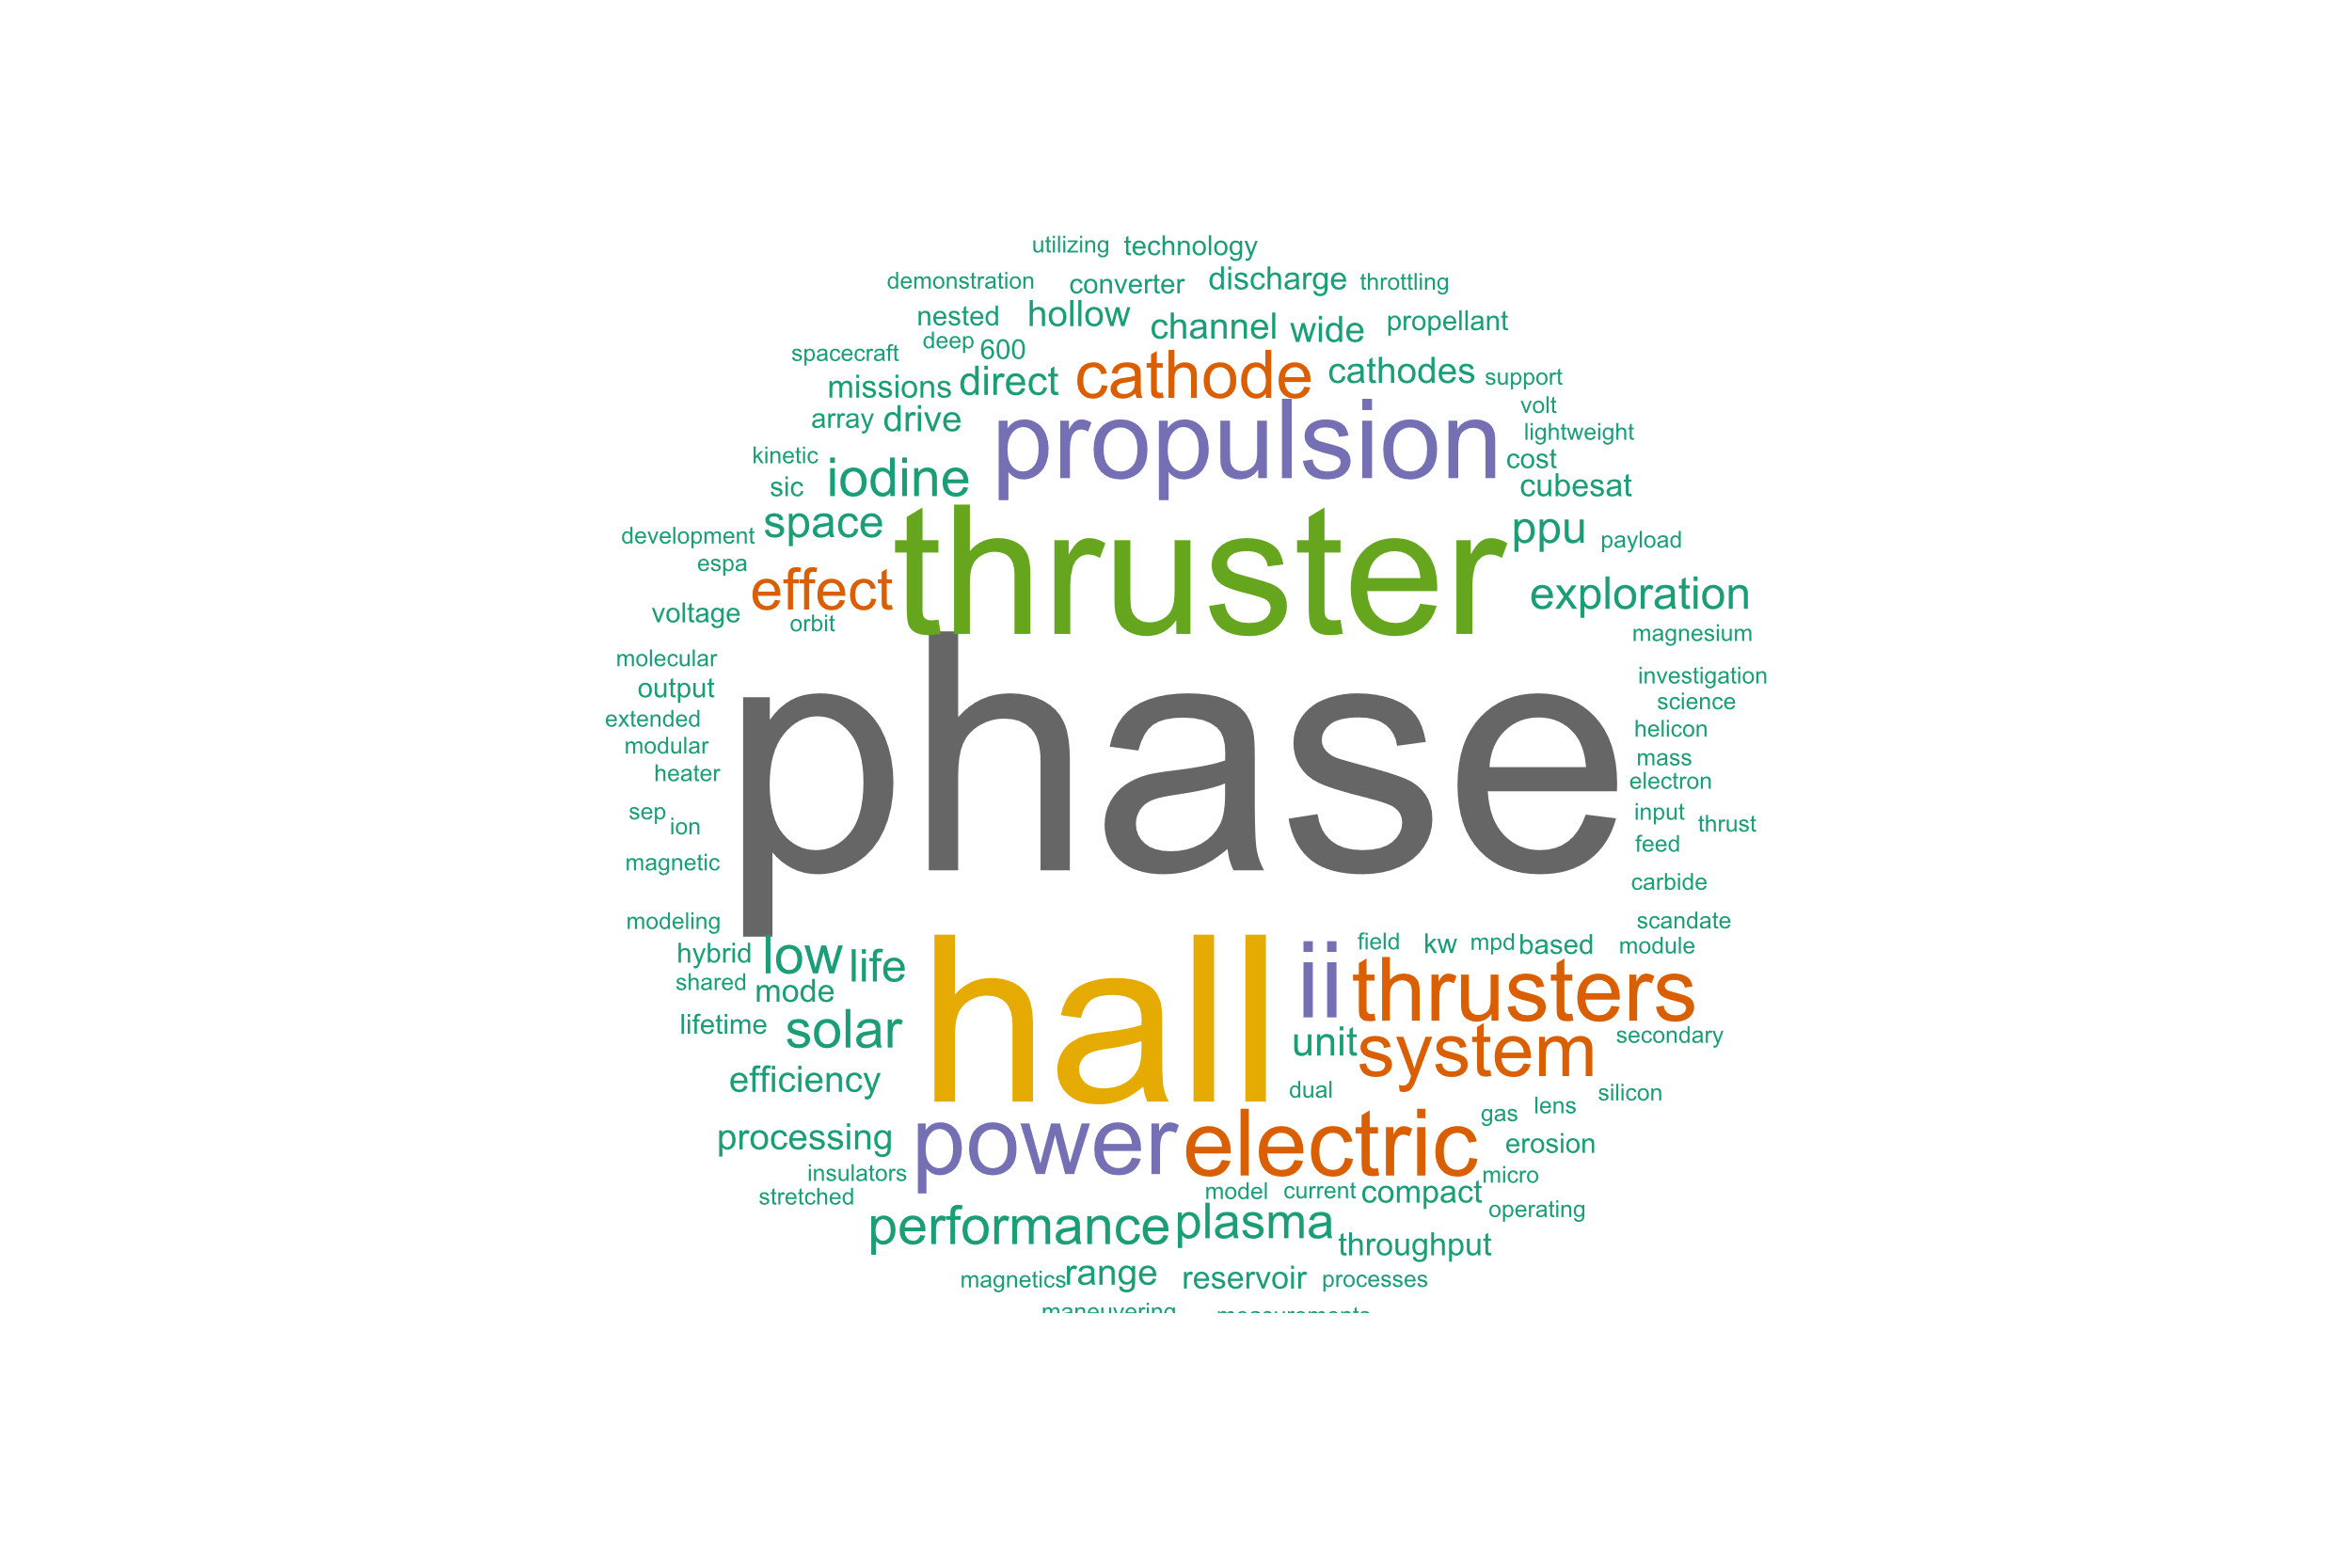 utilizing technology
demonstration converter discharge throttling
nested hollow channel wide propellant
spacecraft deep 600 cathode cathodes support
missions direct
array drive propulsion volt
lightweight
kinetic iodine cost
sic cubesat
space thruster ppu payload
development
espa effect exploration
voltage orbit magnesium
molecular phase investigation
output science
extended helicon
modular mass
heater electron
sep ion input thrust
magnetic feed
carbide
modeling scandate
hybrid low life hall ii field kw mpd based module
shared mode thrusters
lifetime solar unit system secondary
efficiency dual silicon
gas lens
processing power electric erosion
insulators micro
stretched model current compact operating
performance plasma throughput
magnetics range reservoir processes
maneuvering measurements